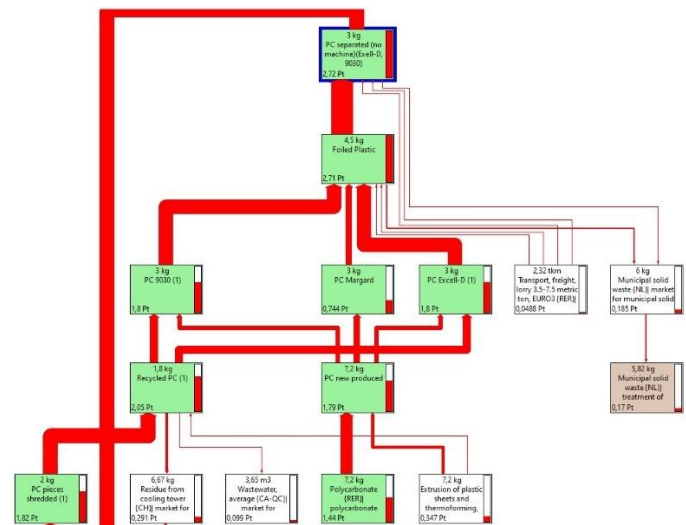 3 kg
PC separated (no
machine)(Exell-D,
9030)
2,72 Pt
4,5 kg
Foiled Plastic
2,71 Pt
3 kg
PC 9030 (1)
1,8 Pt
3 kg
PC Margard
0,744 Pt
3 kg
PC Excell-D (1)
1,8 Pt
2,32 tkm
Transport, freight,
lorry 3.5-7.5 metric
ton, EURO3 {RER}|
0,0488 Pt
6 kg
Municipal solid
waste {NL}| market
for municipal solid
0,185 Pt
1,8 kg
Recycled PC (1)
2,05 Pt
7,2 kg
PC new produced
1,79 Pt
5,82 kg
Municipal solid
waste {NL}|
treatment of
0,17 Pt
2 kg
PC pieces
shredded (1)
1,82 Pt
6,67 kg
Residue from
cooling tower
{CH}| market for
0,291 Pt
3,65 m3
Wastewater,
average {CA-QC}|
market for
0,099 Pt
7,2 kg
Polycarbonate
{RER}|
polycarbonate
1,44 Pt
7,2 kg
Extrusion of plastic
sheets and
thermoforming,
0,347 Pt